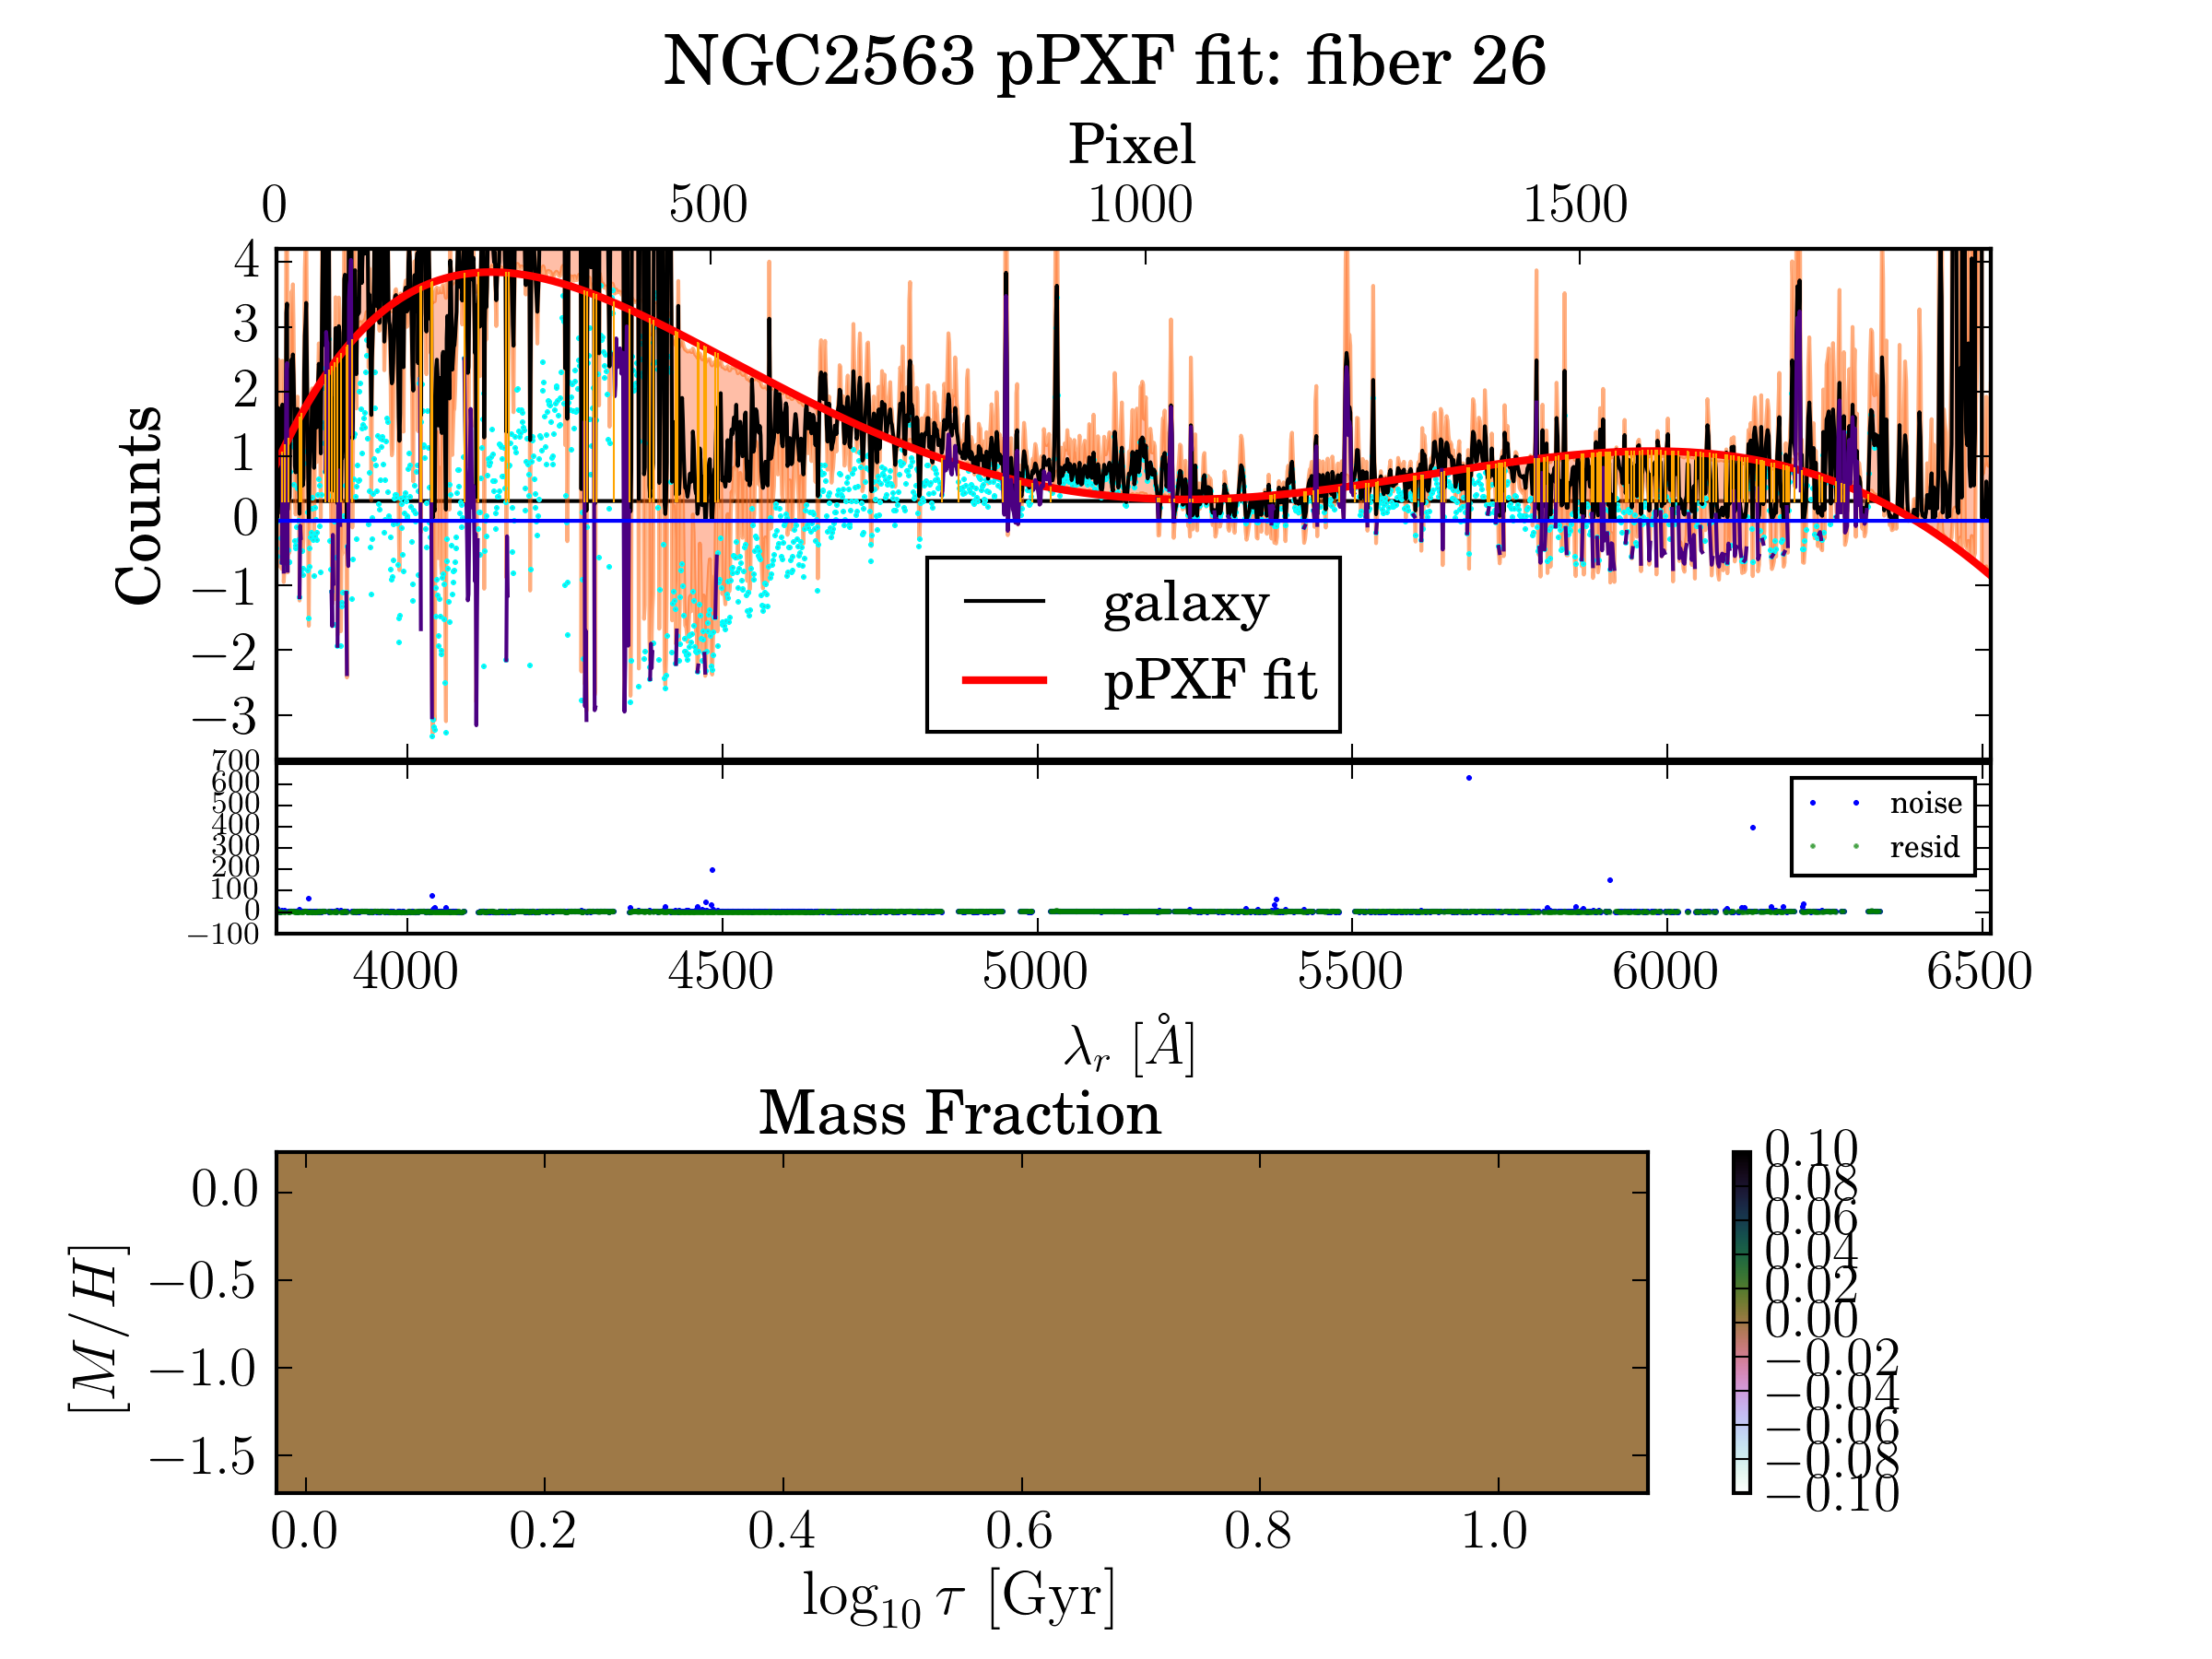 NGC2563 pPXF fit: fiber 26
Pixel
0 500 1000 1500
4
3
2
1
0
−1
−2
−3
Counts
galaxy
pPXF fit
700
600
500
400
300
200
100
0
−100
noise
resid
4000 4500 5000 5500 6000 6500
λr [Å]
Mass Fraction
0.0
−0.5
−1.0
−1.5
[M/H]
0.0 0.2 0.4 0.6 0.8 1.0
log10 τ [Gyr]
0.10
0.08
0.06
0.04
0.02
0.00
−0.02
−0.04
−0.06
−0.08
−0.10